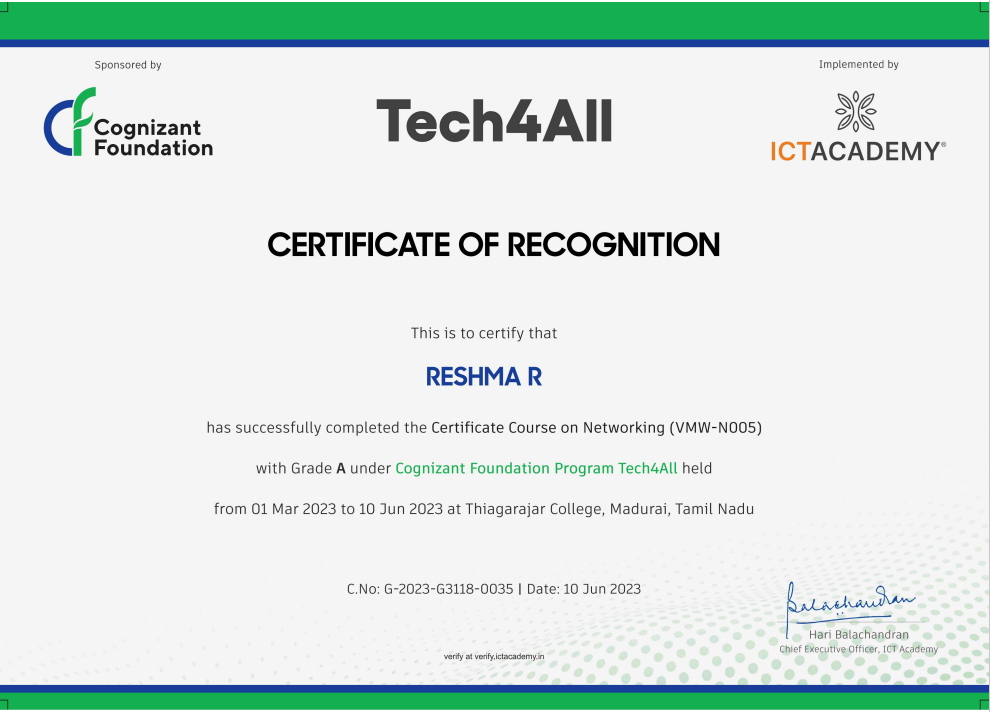 Sponsored by
Implemented by
Cognizant
Foundation
Tech4All
ICTACADEMY®
CERTIFICATE OF RECOGNITION
This is to certify that
RESHMA R
has successfully completed the Certificate Course on Networking (VMW-N005)
with Grade A under Cognizant Foundation Program Tech4All held
from 01 Mar 2023 to 10 Jun 2023 at Thiagarajar College, Madurai, Tamil Nadu
C.No: G-2023-G3118-0035 | Date: 10 Jun 2023
Balachandran
Hari Balachandran
Chief Executive Officer, ICT Academy
verify at verify.ictacademy.in